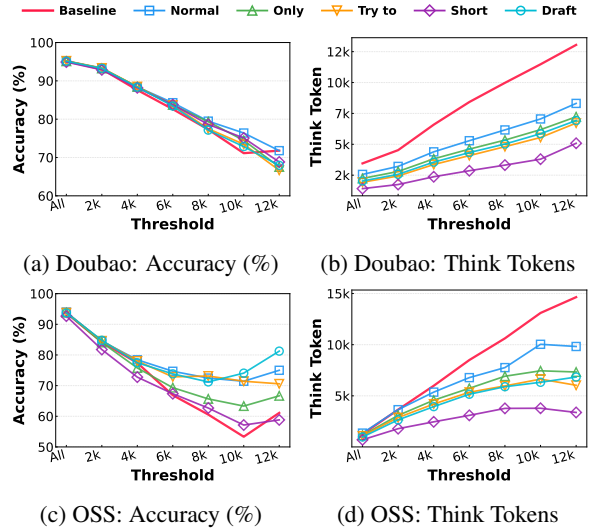 Baseline Normal Only Try to Short Draft
100
90
80
70
60
Accuracy (%)
All 2k 4k 6k 8k 10k 12k
Threshold
(a) Doubao: Accuracy (%)
12k
10k
7k
5k
2k
Think Token
All 2k 4k 6k 8k 10k 12k
Threshold
(b) Doubao: Think Tokens
100
90
80
70
60
50
Accuracy (%)
All 2k 4k 6k 8k 10k 12k
Threshold
(c) OSS: Accuracy (%)
15k
10k
5k
Think Token
All 2k 4k 6k 8k 10k 12k
Threshold
(d) OSS: Think Tokens